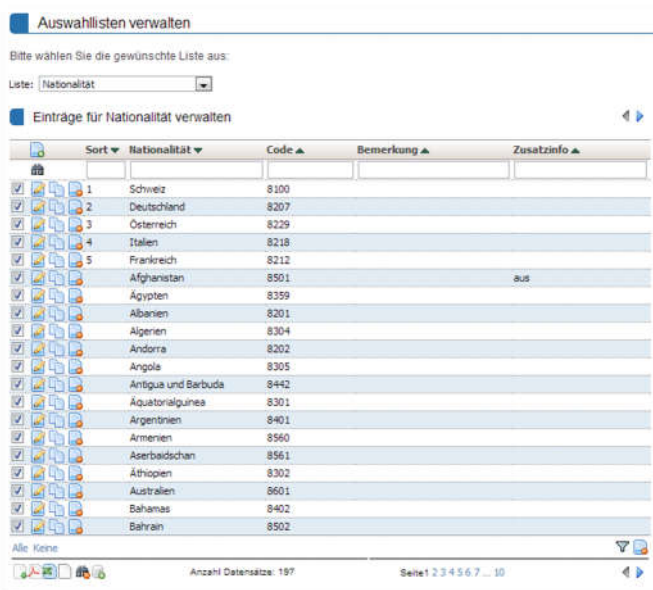 Auswahllisten verwalten
Bitte wählen Sie die gewünschte Liste aus:
Liste: Nationalität
Einträge für Nationalität verwalten
Sort Nationalität Code Bemerkung Zusatzinfo
1 Schweiz 8100
2 Deutschland 8207
3 Österreich 8229
4 Italien 8218
5 Frankreich 8212
Afghanistan 8501 aus
Ägypten 8359
Albanien 8201
Algerien 8304
Andorra 8202
Angola 8305
Antigua und Barbuda 8442
Äquatorialguinea 8301
Argentinien 8401
Armenien 8560
Aserbaidschan 8561
Äthiopien 8302
Australien 8601
Bahamas 8402
Bahrain 8502
Alle Keine
Anzahl Datensätze: 197 Seite1 2 3 4 5 6 7 ... 10